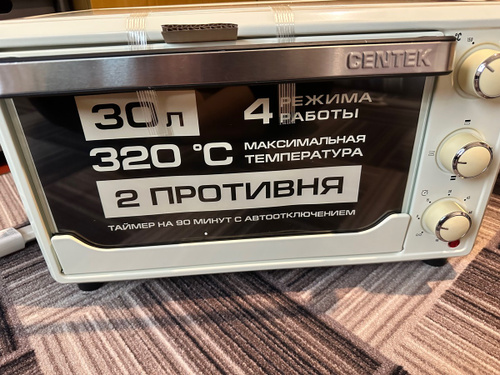 CENTEK
30 л
4 РЕЖИМА
РАБОТЫ
320 °C
МАКСИМАЛЬНАЯ
ТЕМПЕРАТУРА
2 ПРОТИВНЯ
ТАЙМЕР НА 90 МИНУТ С АВТООТКЛЮЧЕНИЕМ